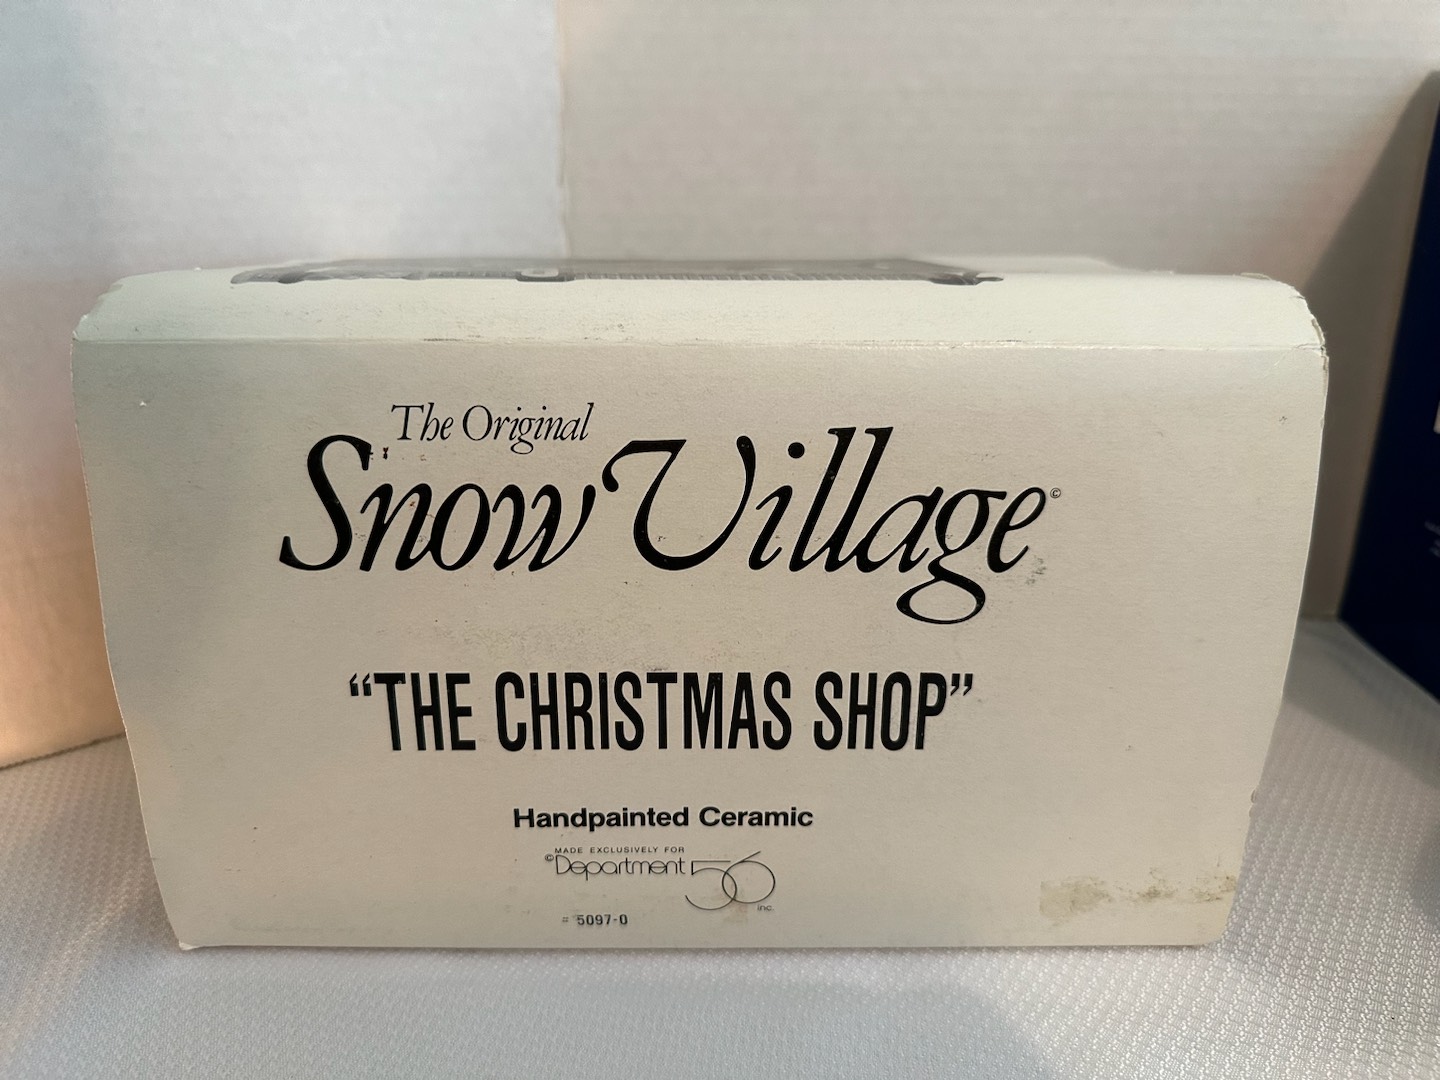 The Original
Snow Village©
“THE CHRISTMAS SHOP”
Handpainted Ceramic
MADE EXCLUSIVELY FOR
©Department 56
inc.
# 5097-0